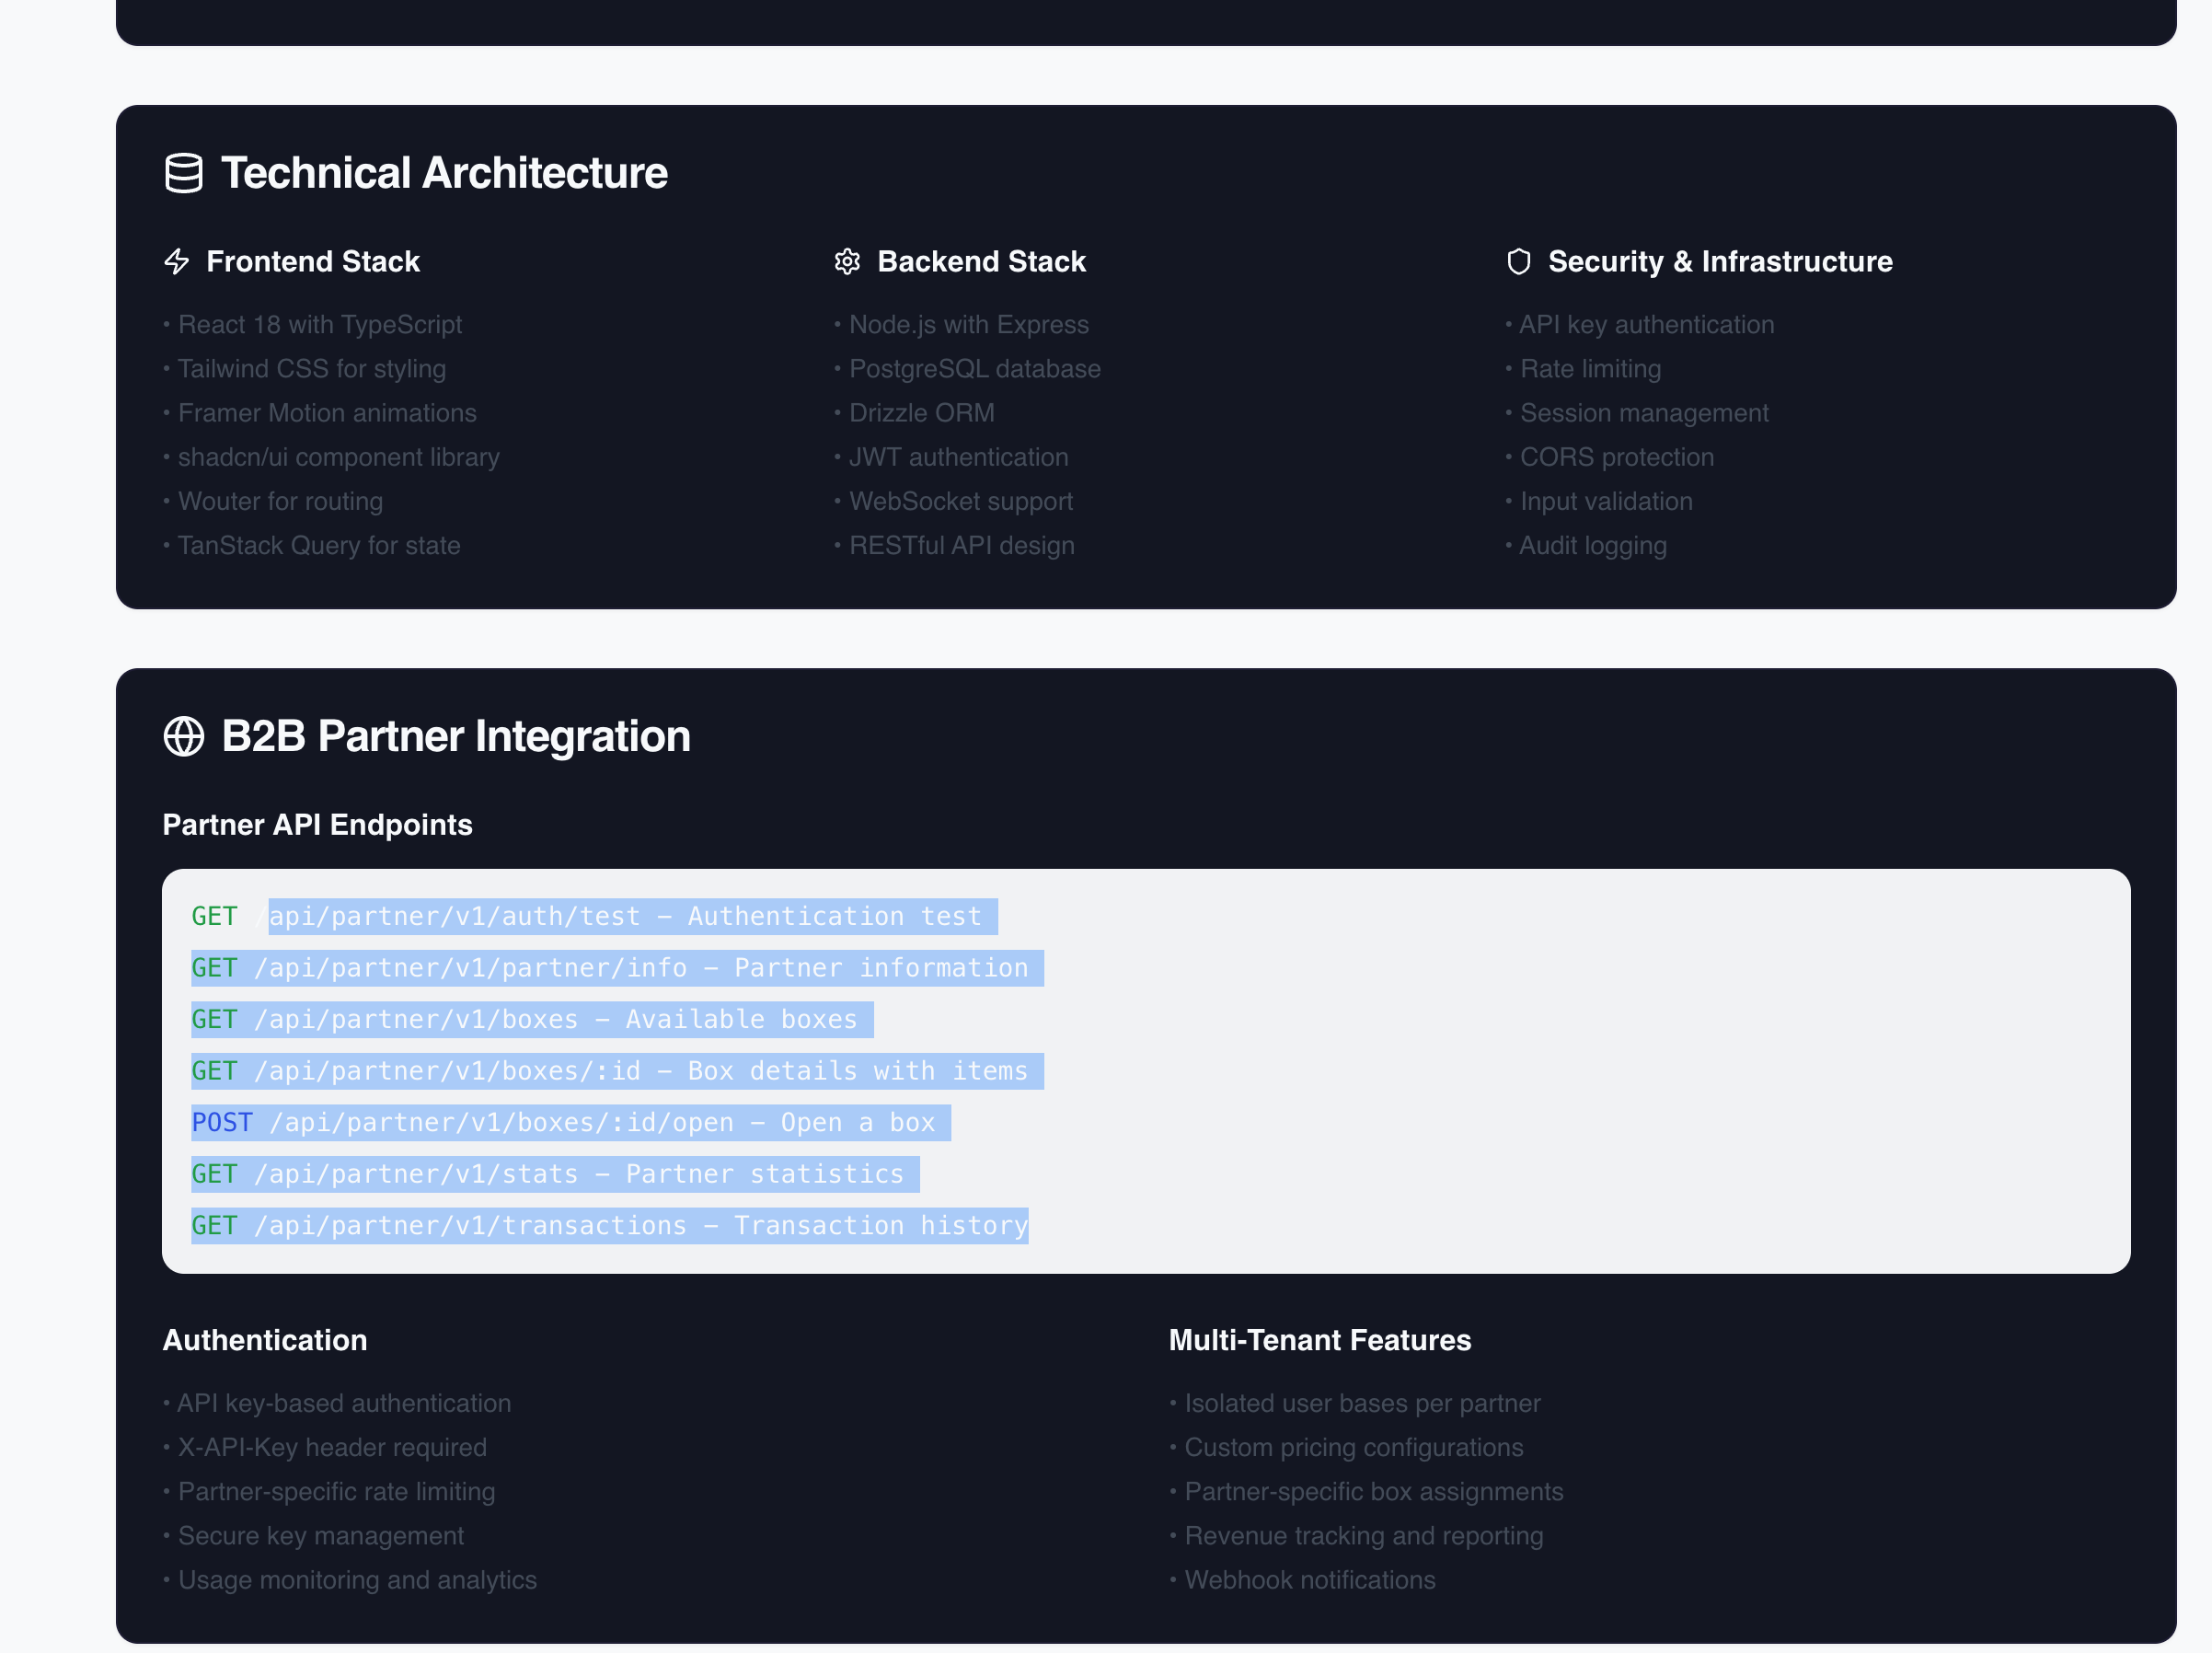 Technical Architecture
Frontend Stack
• React 18 with TypeScript
• Tailwind CSS for styling
• Framer Motion animations
• shadcn/ui component library
• Wouter for routing
• TanStack Query for state
Backend Stack
• Node.js with Express
• PostgreSQL database
• Drizzle ORM
• JWT authentication
• WebSocket support
• RESTful API design
Security & Infrastructure
• API key authentication
• Rate limiting
• Session management
• CORS protection
• Input validation
• Audit logging
B2B Partner Integration
Partner API Endpoints
GET /api/partner/v1/auth/test - Authentication test
GET /api/partner/v1/partner/info - Partner information
GET /api/partner/v1/boxes - Available boxes
GET /api/partner/v1/boxes/:id - Box details with items
POST /api/partner/v1/boxes/:id/open - Open a box
GET /api/partner/v1/stats - Partner statistics
GET /api/partner/v1/transactions - Transaction history
Authentication
• API key-based authentication
• X-API-Key header required
• Partner-specific rate limiting
• Secure key management
• Usage monitoring and analytics
Multi-Tenant Features
• Isolated user bases per partner
• Custom pricing configurations
• Partner-specific box assignments
• Revenue tracking and reporting
• Webhook notifications